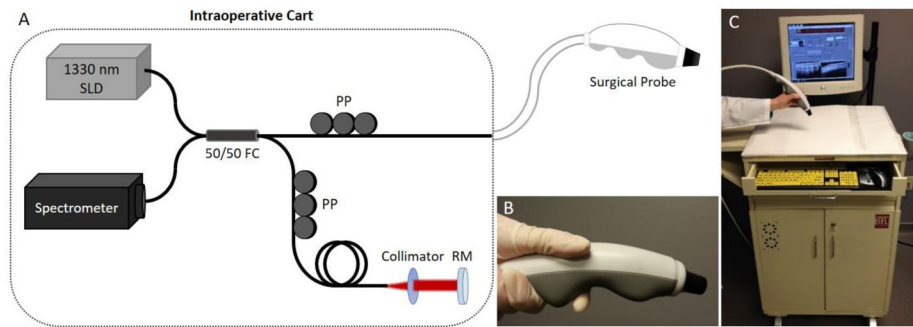 A
Intraoperative Cart
1330 nm
SLD
PP
Surgical Probe
50/50 FC
Spectrometer
PP
Collimator RM
B
C